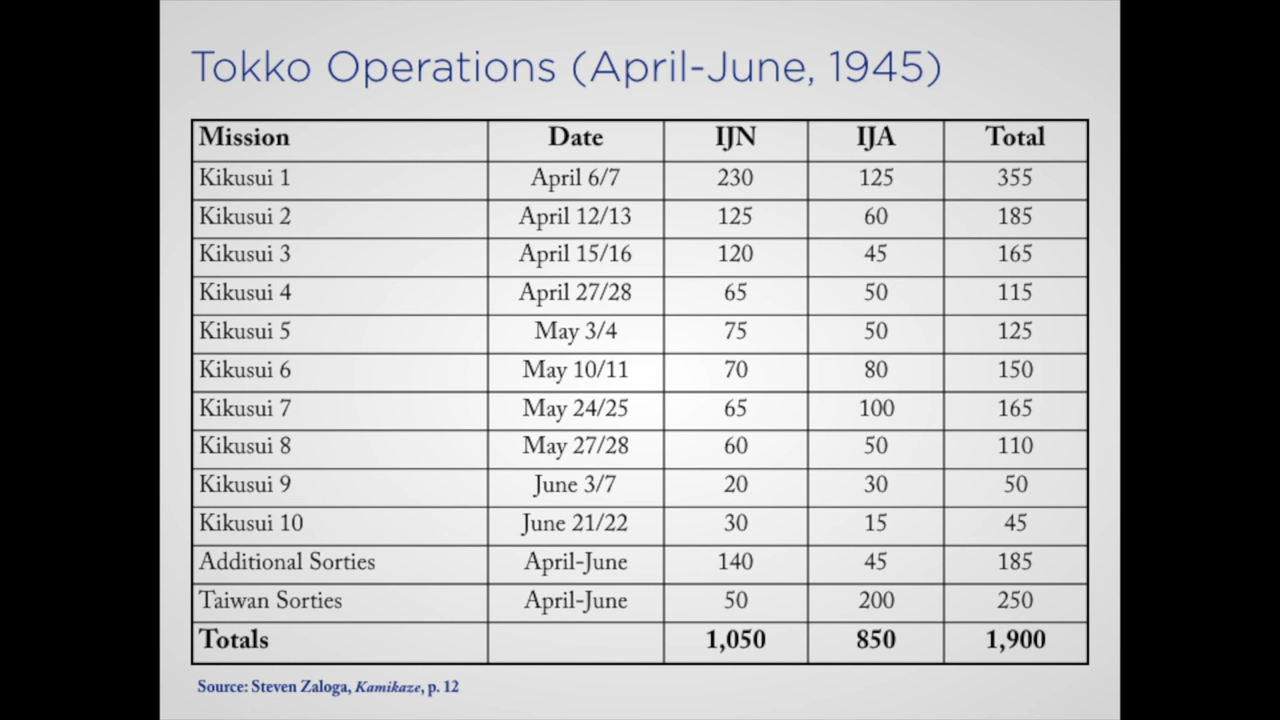 Tokko Operations (April-June, 1945)
Mission Date IJN IJA Total
Kikusui 1 April 6/7 230 125 355
Kikusui 2 April 12/13 125 60 185
Kikusui 3 April 15/16 120 45 165
Kikusui 4 April 27/28 65 50 115
Kikusui 5 May 3/4 75 50 125
Kikusui 6 May 10/11 70 80 150
Kikusui 7 May 24/25 65 100 165
Kikusui 8 May 27/28 60 50 110
Kikusui 9 June 3/7 20 30 50
Kikusui 10 June 21/22 30 15 45
Additional Sorties April-June 140 45 185
Taiwan Sorties April-June 50 200 250
Totals 1,050 850 1,900
Source: Steven Zaloga, Kamikaze, p. 12